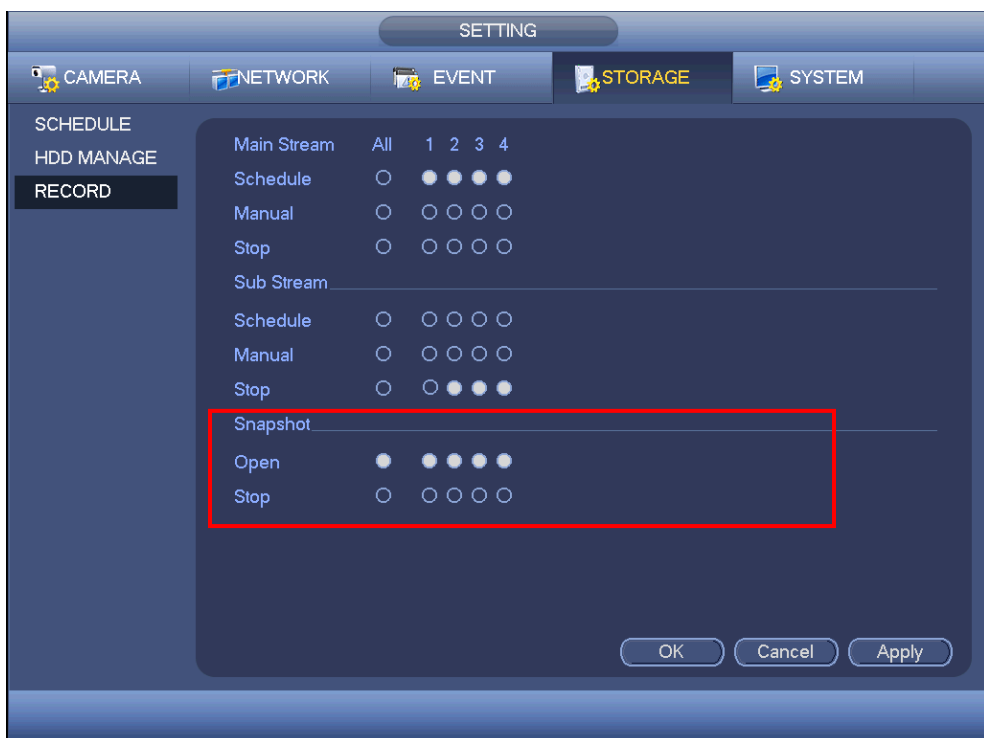 SETTING
CAMERA NETWORK EVENT STORAGE SYSTEM
SCHEDULE
HDD MANAGE
RECORD
Main Stream All 1 2 3 4
Schedule
Manual
Stop
Sub Stream
Schedule
Manual
Stop
Snapshot
Open
Stop
OK Cancel Apply